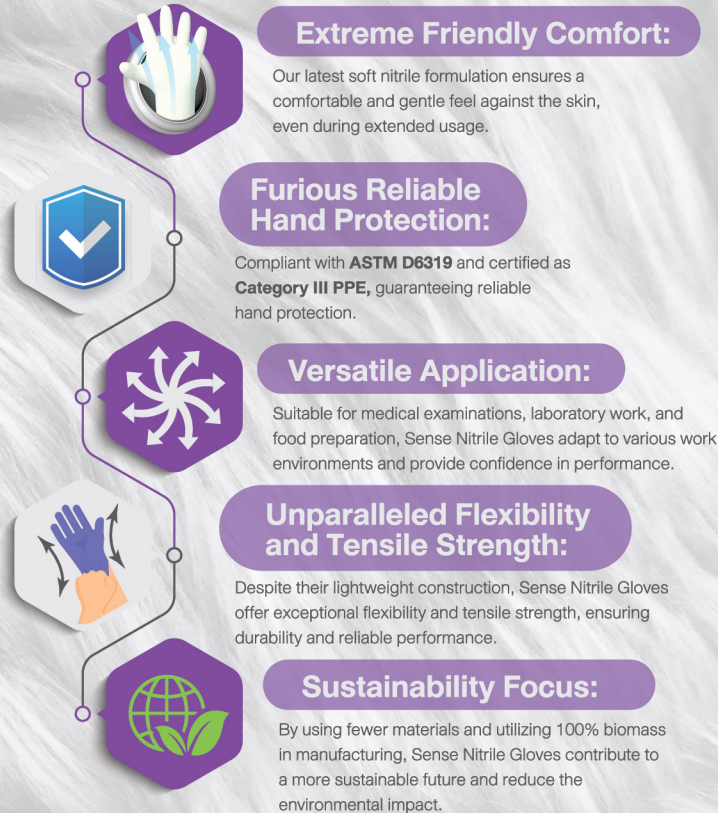 Extreme Friendly Comfort:
Our latest soft nitrile formulation ensures a
comfortable and gentle feel against the skin,
even during extended usage.
Furious Reliable
Hand Protection:
Compliant with ASTM D6319 and certified as
Category III PPE, guaranteeing reliable
hand protection.
Versatile Application:
Suitable for medical examinations, laboratory work, and
food preparation, Sense Nitrile Gloves adapt to various work
environments and provide confidence in performance.
Unparalleled Flexibility
and Tensile Strength:
Despite their lightweight construction, Sense Nitrile Gloves
offer exceptional flexibility and tensile strength, ensuring
durability and reliable performance.
Sustainability Focus:
By using fewer materials and utilizing 100% biomass
in manufacturing, Sense Nitrile Gloves contribute to
a more sustainable future and reduce the
environmental impact.